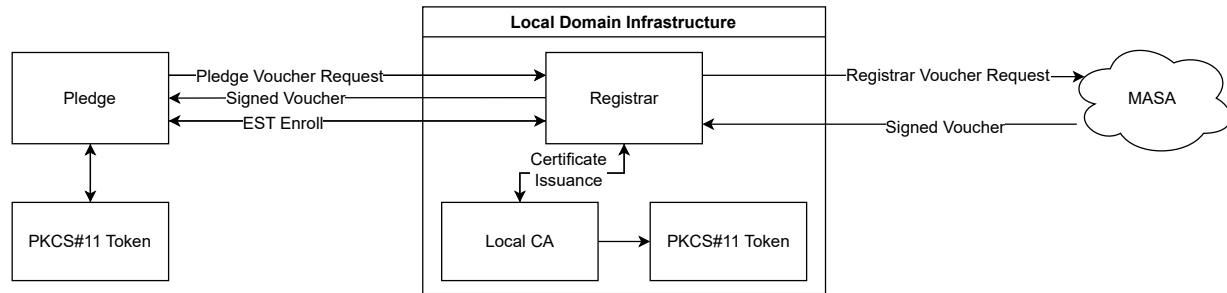 Local Domain Infrastructure
Pledge
Pledge Voucher Request
Signed Voucher
EST Enroll
Registrar
Registrar Voucher Request
Signed Voucher
MASA
Certificate
Issuance
PKCS#11 Token
Local CA
PKCS#11 Token